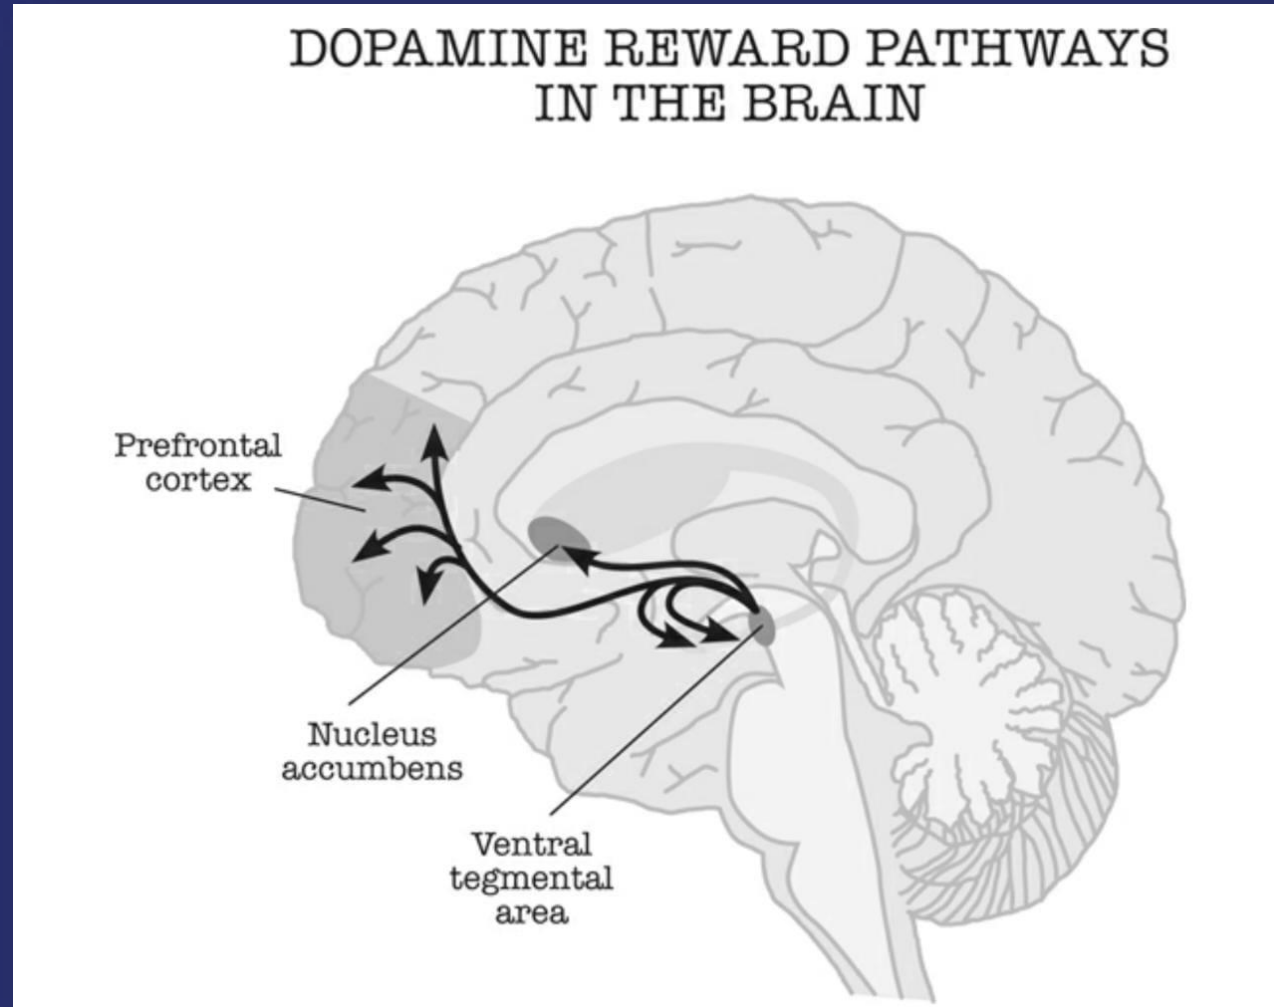 DOPAMINE REWARD PATHWAYS
IN THE BRAIN
Prefrontal
cortex
Nucleus
accumbens
Ventral
tegmental
area